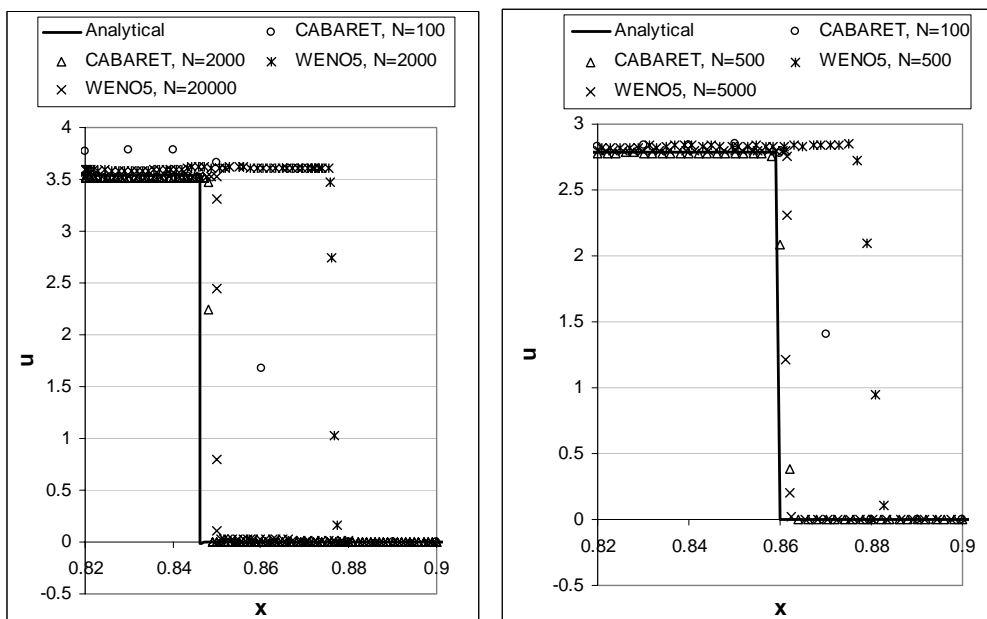 Analytical
CABARET, N=100
CABARET, N=2000
WENO5, N=2000
WENO5, N=20000
4
3.5
3
2.5
2
1.5
1
0.5
0
-0.5
0.82
0.84
0.86
0.88
0.9
u
x
Analytical
CABARET, N=100
CABARET, N=500
WENO5, N=500
WENO5, N=5000
3
2.5
2
1.5
1
0.5
0
-0.5
0.82
0.84
0.86
0.88
0.9
u
x